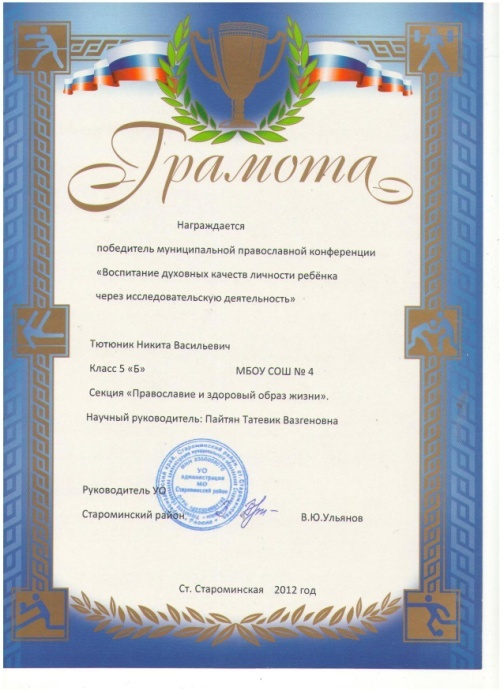 Грамота
Награждается
победитель муниципальной православной конференции
«Воспитание духовных качеств личности ребёнка
через исследовательскую деятельность»
Тютюник Никита Васильевич
Класс 5 «Б» МБОУ СОШ № 4
Секция «Православие и здоровый образ жизни».
Научный руководитель: Пайтян Татевик Вазгеновна
УО
администрации
МО
Староминский район
Руководитель УО
Староминский район. В.Ю.Ульянов
Ст. Староминская 2012 год